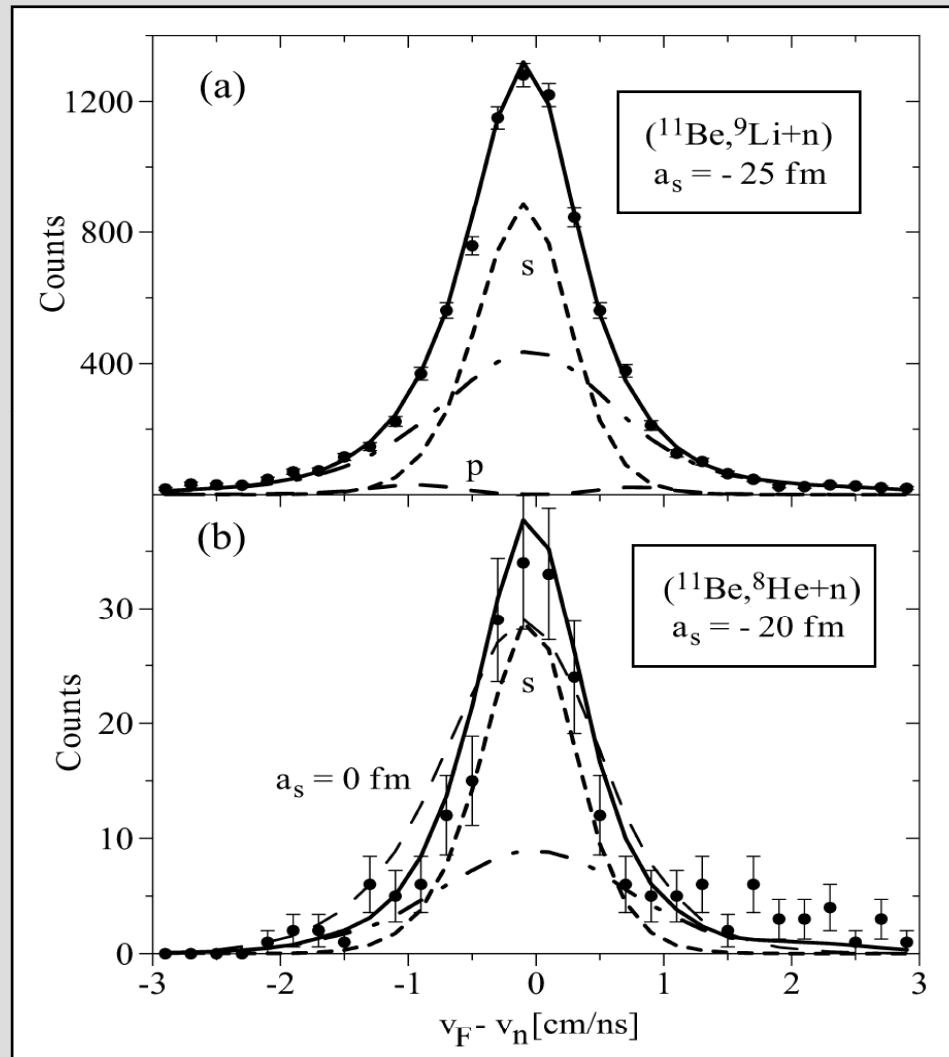 (a)
(¹¹Be,⁹Li+n)
aₛ = - 25 fm
1200
800
400
Counts
s
p
(b)
(¹¹Be,⁸He+n)
aₛ = - 20 fm
30
20
10
0
Counts
s
aₛ = 0 fm
-3 -2 -1 0 1 2 3
v_F - v_n [cm/ns]